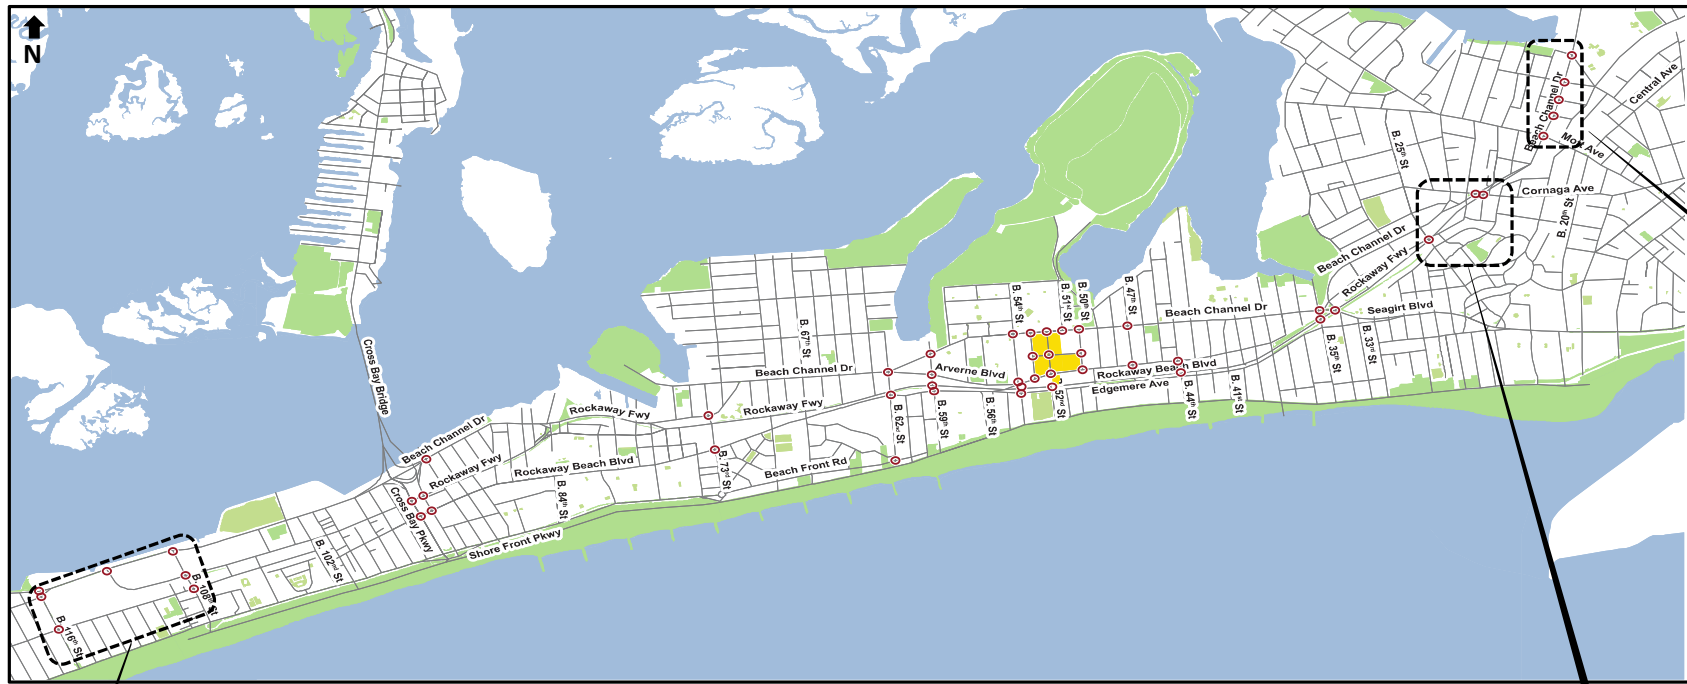 N
Central Ave
Beach Channel Dr
Mott Ave
B. 25th St
Cornaga Ave
B. 20th St
Beach Channel Dr
Rockaway Fwy
B. 54th St
B. 51st St
B. 50th St
B. 47th St
Beach Channel Dr
Seagirt Blvd
B. 67th St
B. 35th St
B. 33rd St
Cross Bay Bridge
Beach Channel Dr
Arverne Blvd
Rockaway Beach Blvd
Edgemere Ave
B. 44th St
B. 41st St
Rockaway Fwy
Rockaway Fwy
B. 62nd St
B. 59th St
B. 56th St
52nd St
Beach Channel Dr
Rockaway Fwy
Rockaway Beach Blvd
B. 73rd St
Beach Front Rd
B. 84th St
Cross Bay Pkwy
Shore Front Pkwy
B. 102nd St
B. 108th St
B. 116th St